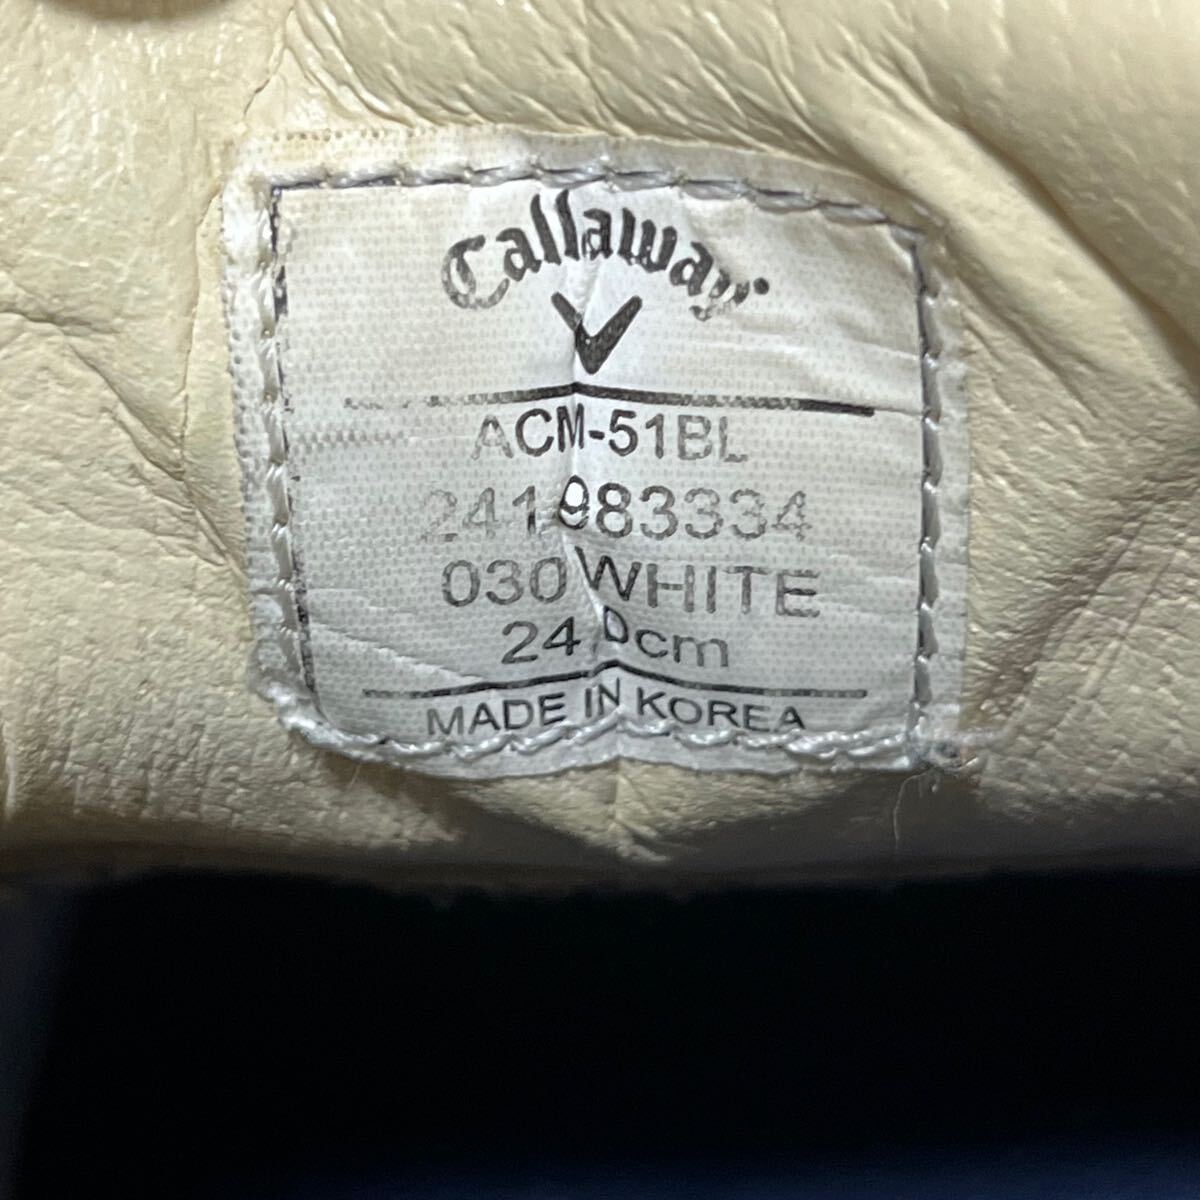 Callaway
ACM-51BL
241983334
030 WHITE
24.0cm
MADE IN KOREA